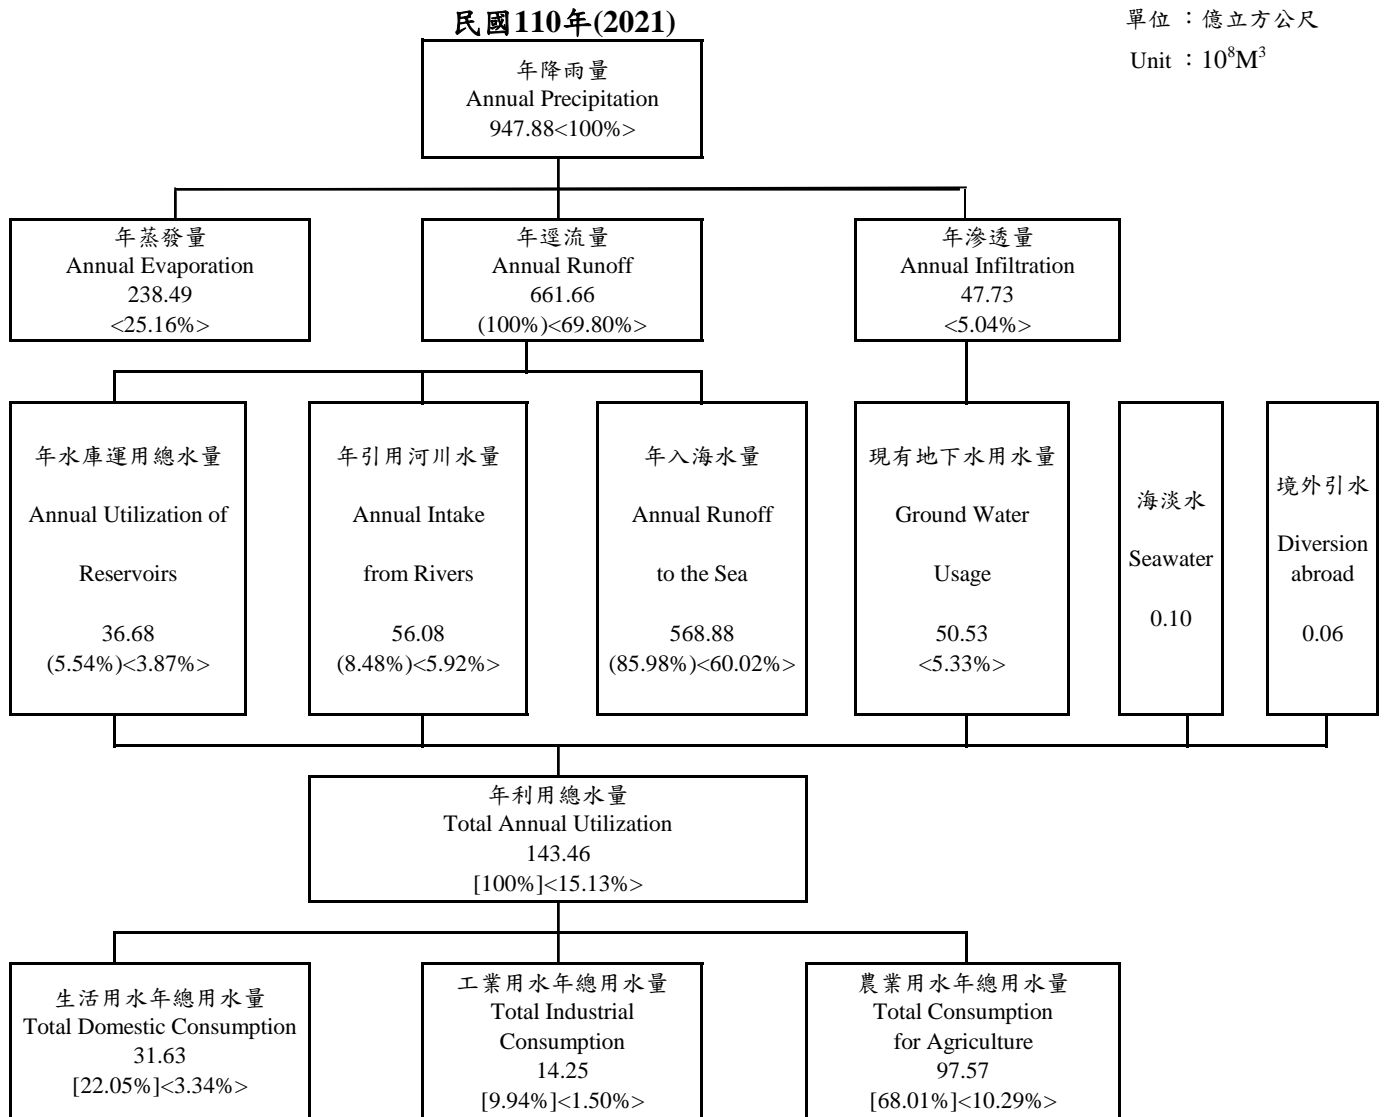 民國110年(2021)
單位：億立方公尺
Unit：10⁸M³
年降雨量
Annual Precipitation
947.88<100%>
年蒸發量
Annual Evaporation
238.49
<25.16%>
年逕流量
Annual Runoff
661.66
(100%)<69.80%>
年滲透量
Annual Infiltration
47.73
<5.04%>
年水庫運用總水量
Annual Utilization of
Reservoirs
36.68
(5.54%)<3.87%>
年引用河川水量
Annual Intake
from Rivers
56.08
(8.48%)<5.92%>
年入海水量
Annual Runoff
to the Sea
568.88
(85.98%)<60.02%>
現有地下水用水量
Ground Water
Usage
50.53
<5.33%>
海淡水
Seawater
0.10
境外引水
Diversion
abroad
0.06
年利用總水量
Total Annual Utilization
143.46
[100%]<15.13%>
生活用水年總用水量
Total Domestic Consumption
31.63
[22.05%]<3.34%>
工業用水年總用水量
Total Industrial
Consumption
14.25
[9.94%]<1.50%>
農業用水年總用水量
Total Consumption
for Agriculture
97.57
[68.01%]<10.29%>